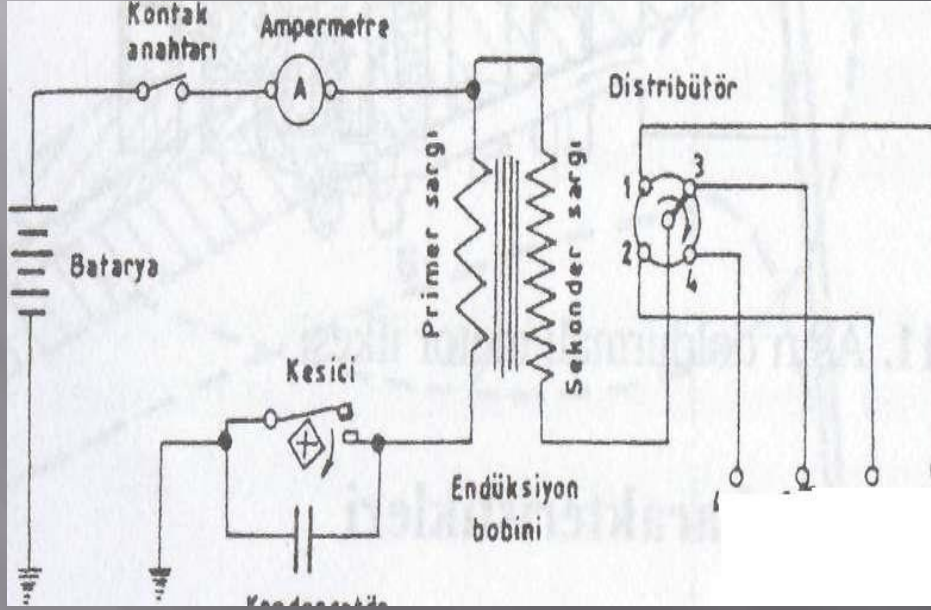 Kontak
anahtarı
Ampermetre
A
Distribütör
Primer sargı
Sekonder sargı
1
3
2
4
Batarya
Kesici
Endüksiyon
bobini